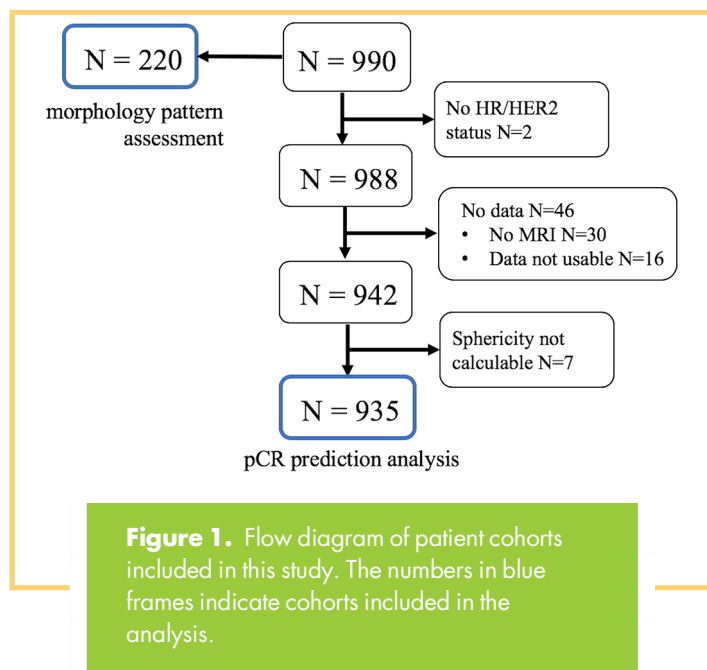 N = 220
N = 990
morphology pattern
assessment
No HR/HER2
status N=2
N = 988
No data N=46
• No MRI N=30
• Data not usable N=16
N = 942
Sphericity not
calculable N=7
N = 935
pCR prediction analysis
Figure 1. Flow diagram of patient cohorts
included in this study. The numbers in blue
frames indicate cohorts included in the
analysis.